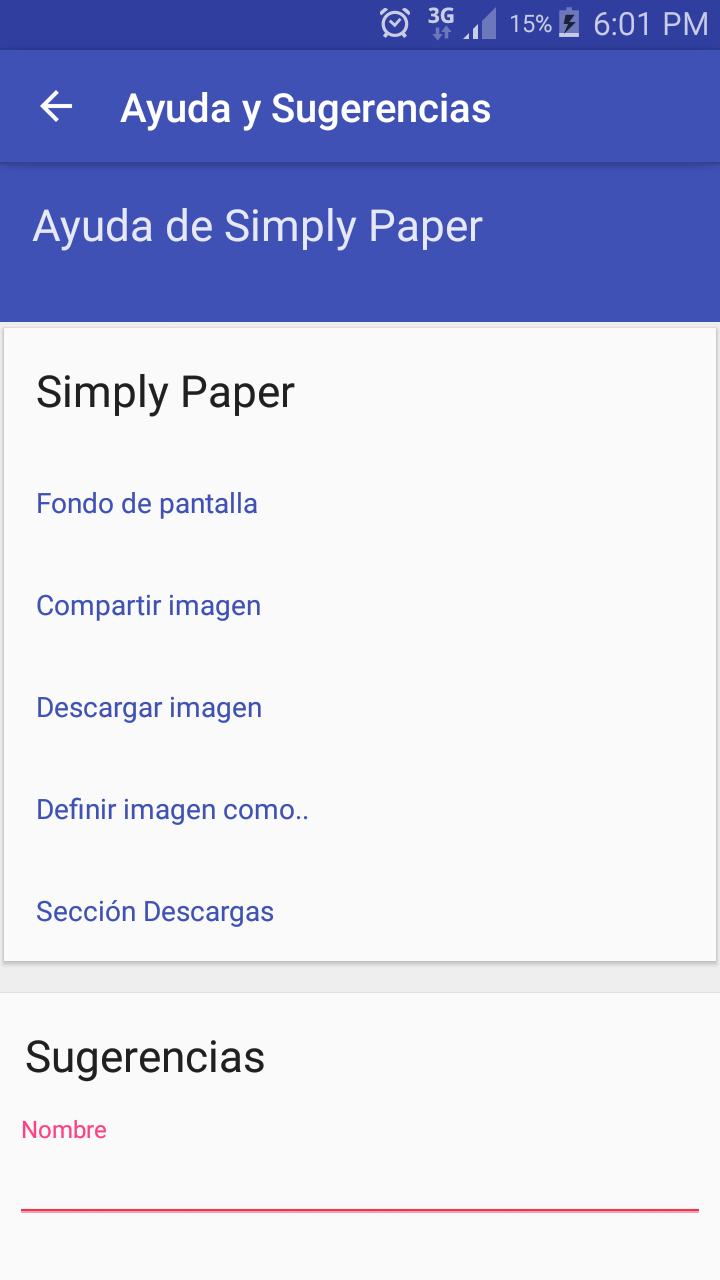 3G 15% 6:01 PM
Ayuda y Sugerencias
Ayuda de Simply Paper
Simply Paper
Fondo de pantalla
Compartir imagen
Descargar imagen
Definir imagen como..
Sección Descargas
Sugerencias
Nombre